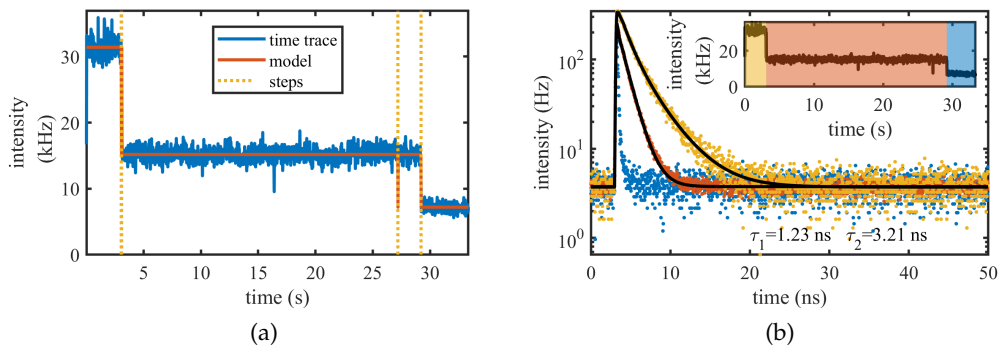 intensity
(kHz)
30
20
10
0
time trace
model
steps
5
10
15
20
25
30
time (s)
(a)
intensity (Hz)
10²
10¹
10⁰
intensity
(kHz)
20
0
0
10
20
30
time (s)
τ₁=1.23 ns τ₂=3.21 ns
0
10
20
30
40
50
time (ns)
(b)